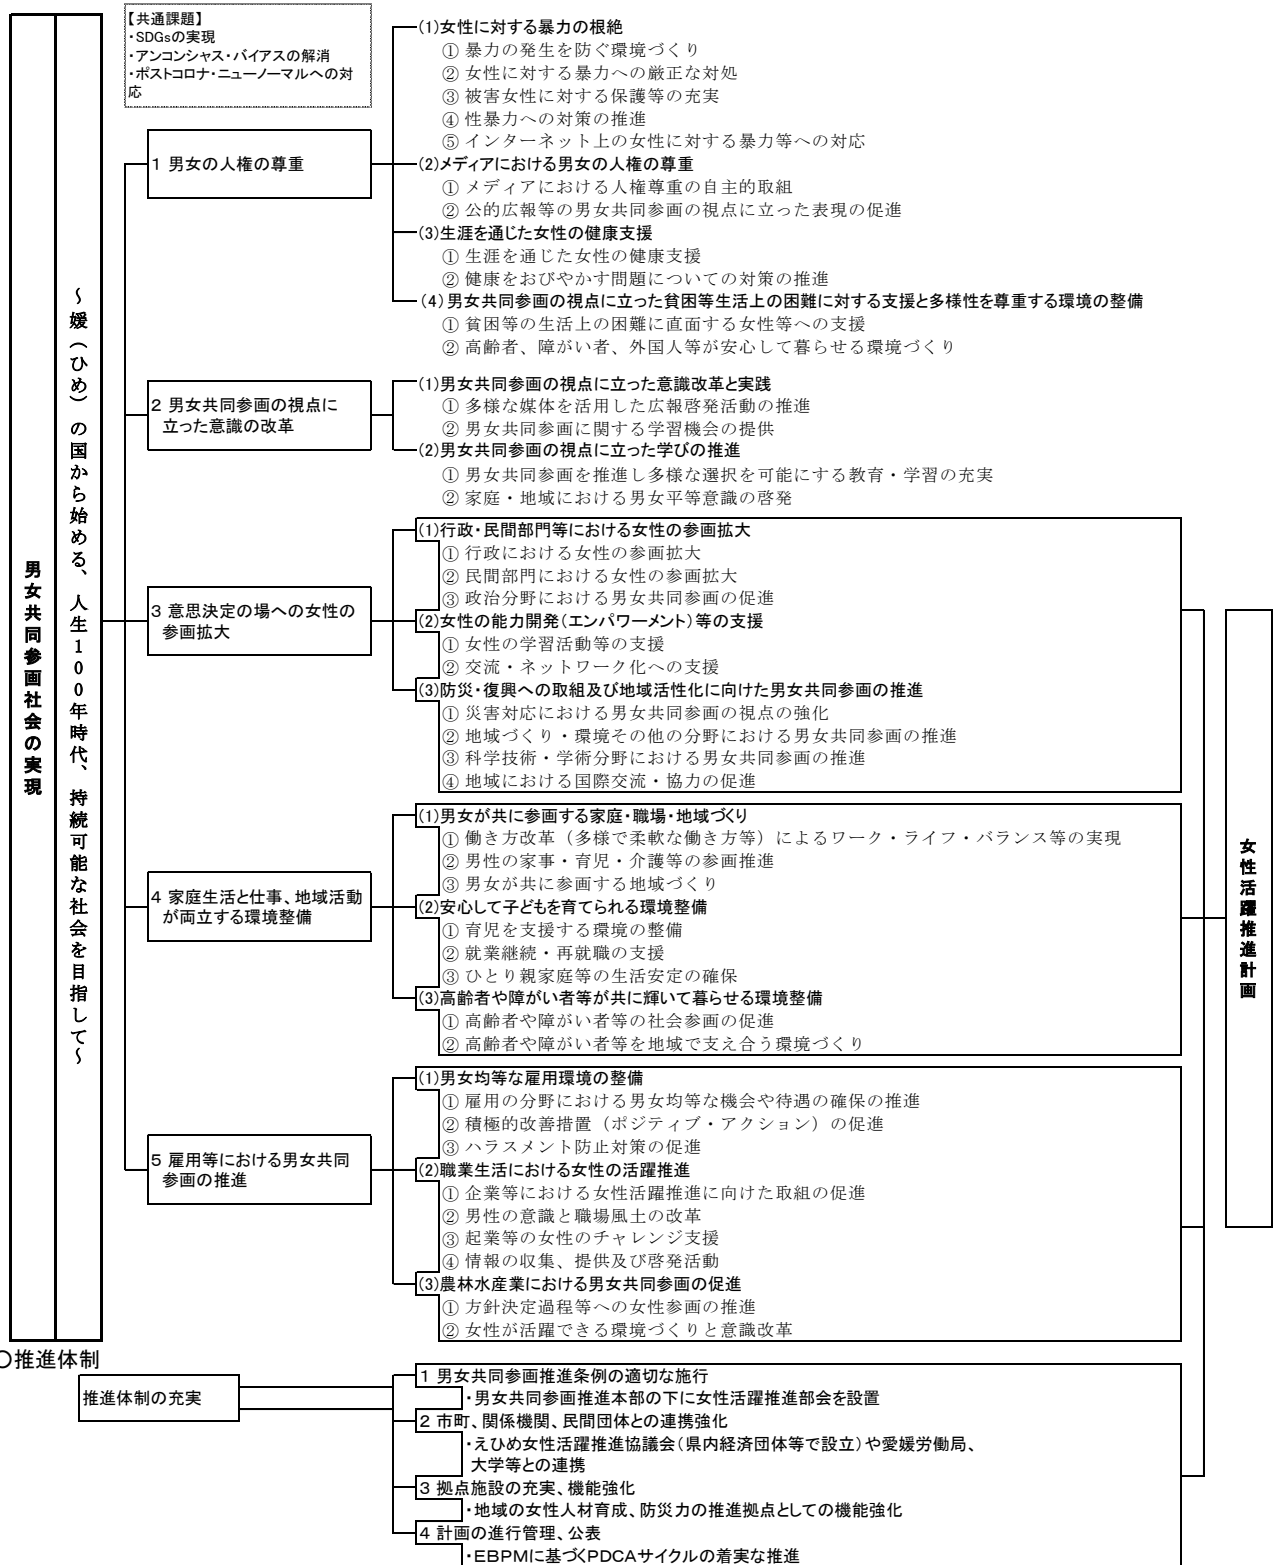 【共通課題】
・SDGsの実現
・アンコンシャス・バイアスの解消
・ポストコロナ・ニューノーマルへの対
応
男女共同参画社会の実現
～媛（ひめ）の国から始める、人生100年時代、持続可能な社会を目指して～
1 男女の人権の尊重
(1)女性に対する暴力の根絶
① 暴力の発生を防ぐ環境づくり
② 女性に対する暴力への厳正な対処
③ 被害女性に対する保護等の充実
④ 性暴力への対策の推進
⑤ インターネット上の女性に対する暴力等への対応
(2)メディアにおける男女の人権の尊重
① メディアにおける人権尊重の自主的取組
② 公的広報等の男女共同参画の視点に立った表現の促進
(3)生涯を通じた女性の健康支援
① 生涯を通じた女性の健康支援
② 健康をおびやかす問題についての対策の推進
(4)男女共同参画の視点に立った貧困等生活上の困難に対する支援と多様性を尊重する環境の整備
① 貧困等の生活上の困難に直面する女性等への支援
② 高齢者、障がい者、外国人等が安心して暮らせる環境づくり
2 男女共同参画の視点に
立った意識の改革
(1)男女共同参画の視点に立った意識改革と実践
① 多様な媒体を活用した広報啓発活動の推進
② 男女共同参画に関する学習機会の提供
(2)男女共同参画の視点に立った学びの推進
① 男女共同参画を推進し多様な選択を可能にする教育・学習の充実
② 家庭・地域における男女平等意識の啓発
3 意思決定の場への女性の
参画拡大
(1)行政・民間部門等における女性の参画拡大
① 行政における女性の参画拡大
② 民間部門における女性の参画拡大
③ 政治分野における男女共同参画の促進
(2)女性の能力開発（エンパワーメント）等の支援
① 女性の学習活動等の支援
② 交流・ネットワーク化への支援
(3)防災・復興への取組及び地域活性化に向けた男女共同参画の推進
① 災害対応における男女共同参画の視点の強化
② 地域づくり・環境その他の分野における男女共同参画の推進
③ 科学技術・学術分野における男女共同参画の推進
④ 地域における国際交流・協力の促進
4 家庭生活と仕事、地域活動
が両立する環境整備
(1)男女が共に参画する家庭・職場・地域づくり
① 働き方改革（多様で柔軟な働き方等）によるワーク・ライフ・バランス等の実現
② 男性の家事・育児・介護等の参画推進
③ 男女が共に参画する地域づくり
(2)安心して子どもを育てられる環境整備
① 育児を支援する環境の整備
② 就業継続・再就職の支援
③ ひとり親家庭等の生活安定の確保
(3)高齢者や障がい者等が共に輝いて暮らせる環境整備
① 高齢者や障がい者等の社会参画の促進
② 高齢者や障がい者等を地域で支え合う環境づくり
5 雇用等における男女共同
参画の推進
(1)男女均等な雇用環境の整備
① 雇用の分野における男女均等な機会や待遇の確保の推進
② 積極的改善措置（ポジティブ・アクション）の促進
③ ハラスメント防止対策の促進
(2)職業生活における女性の活躍推進
① 企業等における女性活躍推進に向けた取組の促進
② 男性の意識と職場風土の改革
③ 起業等の女性のチャレンジ支援
④ 情報の収集、提供及び啓発活動
(3)農林水産業における男女共同参画の促進
① 方針決定過程等への女性参画の推進
② 女性が活躍できる環境づくりと意識改革
女性活躍推進計画
○推進体制
推進体制の充実
1 男女共同参画推進条例の適切な施行
・男女共同参画推進本部の下に女性活躍推進部会を設置
2 市町、関係機関、民間団体との連携強化
・えひめ女性活躍推進協議会（県内経済団体等で設立）や愛媛労働局、
大学等との連携
3 拠点施設の充実、機能強化
・地域の女性人材育成、防災力の推進拠点としての機能強化
4 計画の進行管理、公表
・EBPMに基づくPDCAサイクルの着実な推進